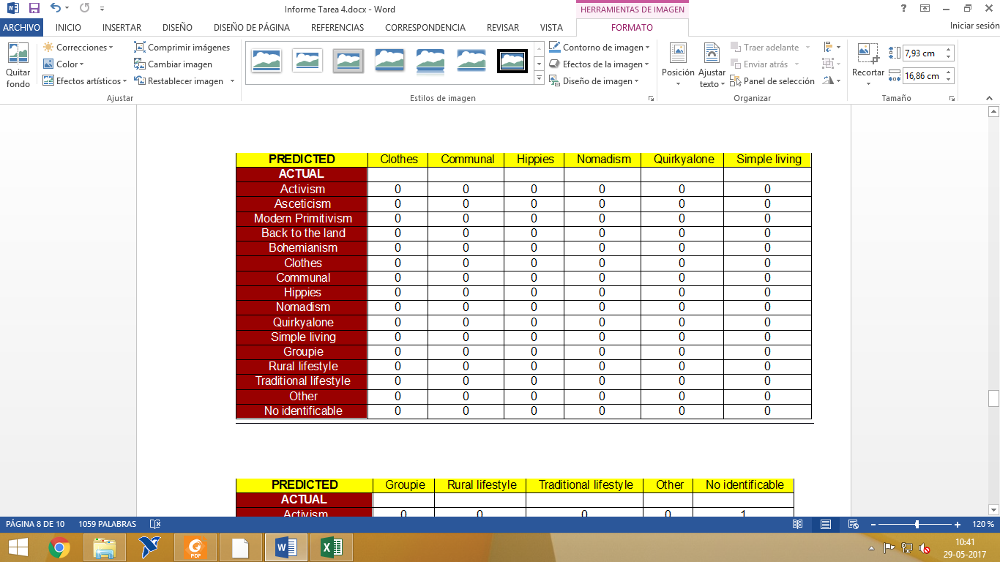 Informe Tarea 4.docx - Word
HERRAMIENTAS DE IMAGEN
?
ARCHIVO INICIO INSERTAR DISEÑO DISEÑO DE PÁGINA REFERENCIAS CORRESPONDENCIA REVISAR VISTA FORMATO Iniciar sesión
Quitar fondo
Correcciones
Color
Efectos artísticos
Comprimir imágenes
Cambiar imagen
Restablecer imagen
Ajustar
Estilos de imagen
Contorno de imagen
Efectos de la imagen
Diseño de imagen
Posición
Ajustar texto
Traer adelante
Enviar atrás
Panel de selección
Organizar
Recortar
7,93 cm
16,86 cm
Tamaño
PREDICTED Clothes Communal Hippies Nomadism Quirkyalone Simple living
ACTUAL
Activism 0 0 0 0 0 0
Asceticism 0 0 0 0 0 0
Modern Primitivism 0 0 0 0 0 0
Back to the land 0 0 0 0 0 0
Bohemianism 0 0 0 0 0 0
Clothes 0 0 0 0 0 0
Communal 0 0 0 0 0 0
Hippies 0 0 0 0 0 0
Nomadism 0 0 0 0 0 0
Quirkyalone 0 0 0 0 0 0
Simple living 0 0 0 0 0 0
Groupie 0 0 0 0 0 0
Rural lifestyle 0 0 0 0 0 0
Traditional lifestyle 0 0 0 0 0 0
Other 0 0 0 0 0 0
No identificable 0 0 0 0 0 0
PREDICTED Groupie Rural lifestyle Traditional lifestyle Other No identificable
ACTUAL
Activism 0 0 0 0 1
PÁGINA 8 DE 10 1059 PALABRAS 120 %
PDF
10:41
29-05-2017